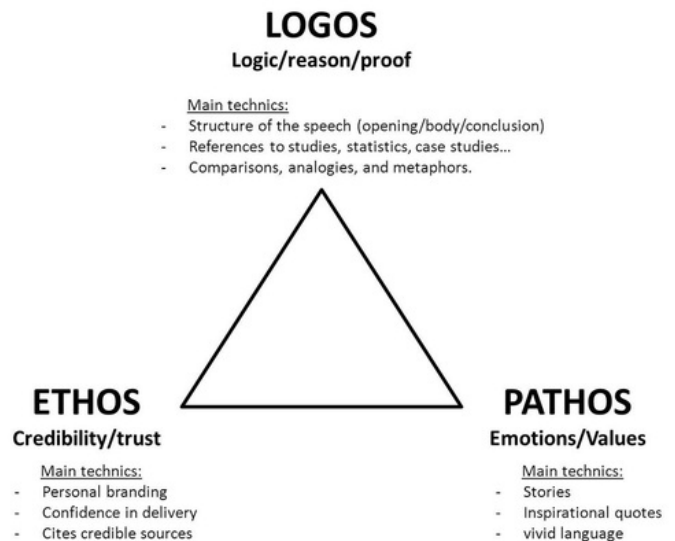 LOGOS
Logic/reason/proof
Main technics:
- Structure of the speech (opening/body/conclusion)
- References to studies, statistics, case studies...
- Comparisons, analogies, and metaphors.
ETHOS
Credibility/trust
Main technics:
- Personal branding
- Confidence in delivery
- Cites credible sources
PATHOS
Emotions/Values
Main technics:
- Stories
- Inspirational quotes
- vivid language